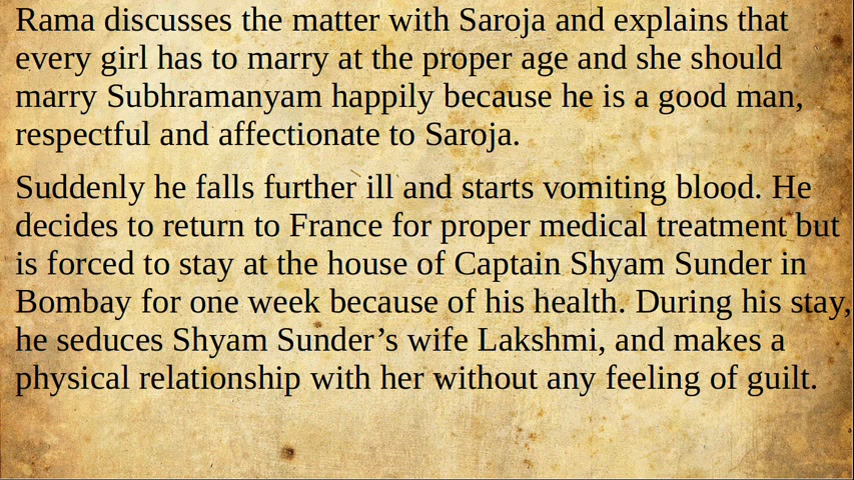 Rama discusses the matter with Saroja and explains that
every girl has to marry at the proper age and she should
marry Subhramanyam happily because he is a good man,
respectful and affectionate to Saroja.
Suddenly he falls further ill and starts vomiting blood. He
decides to return to France for proper medical treatment but
is forced to stay at the house of Captain Shyam Sunder in
Bombay for one week because of his health. During his stay,
he seduces Shyam Sunder’s wife Lakshmi, and makes a
physical relationship with her without any feeling of guilt.